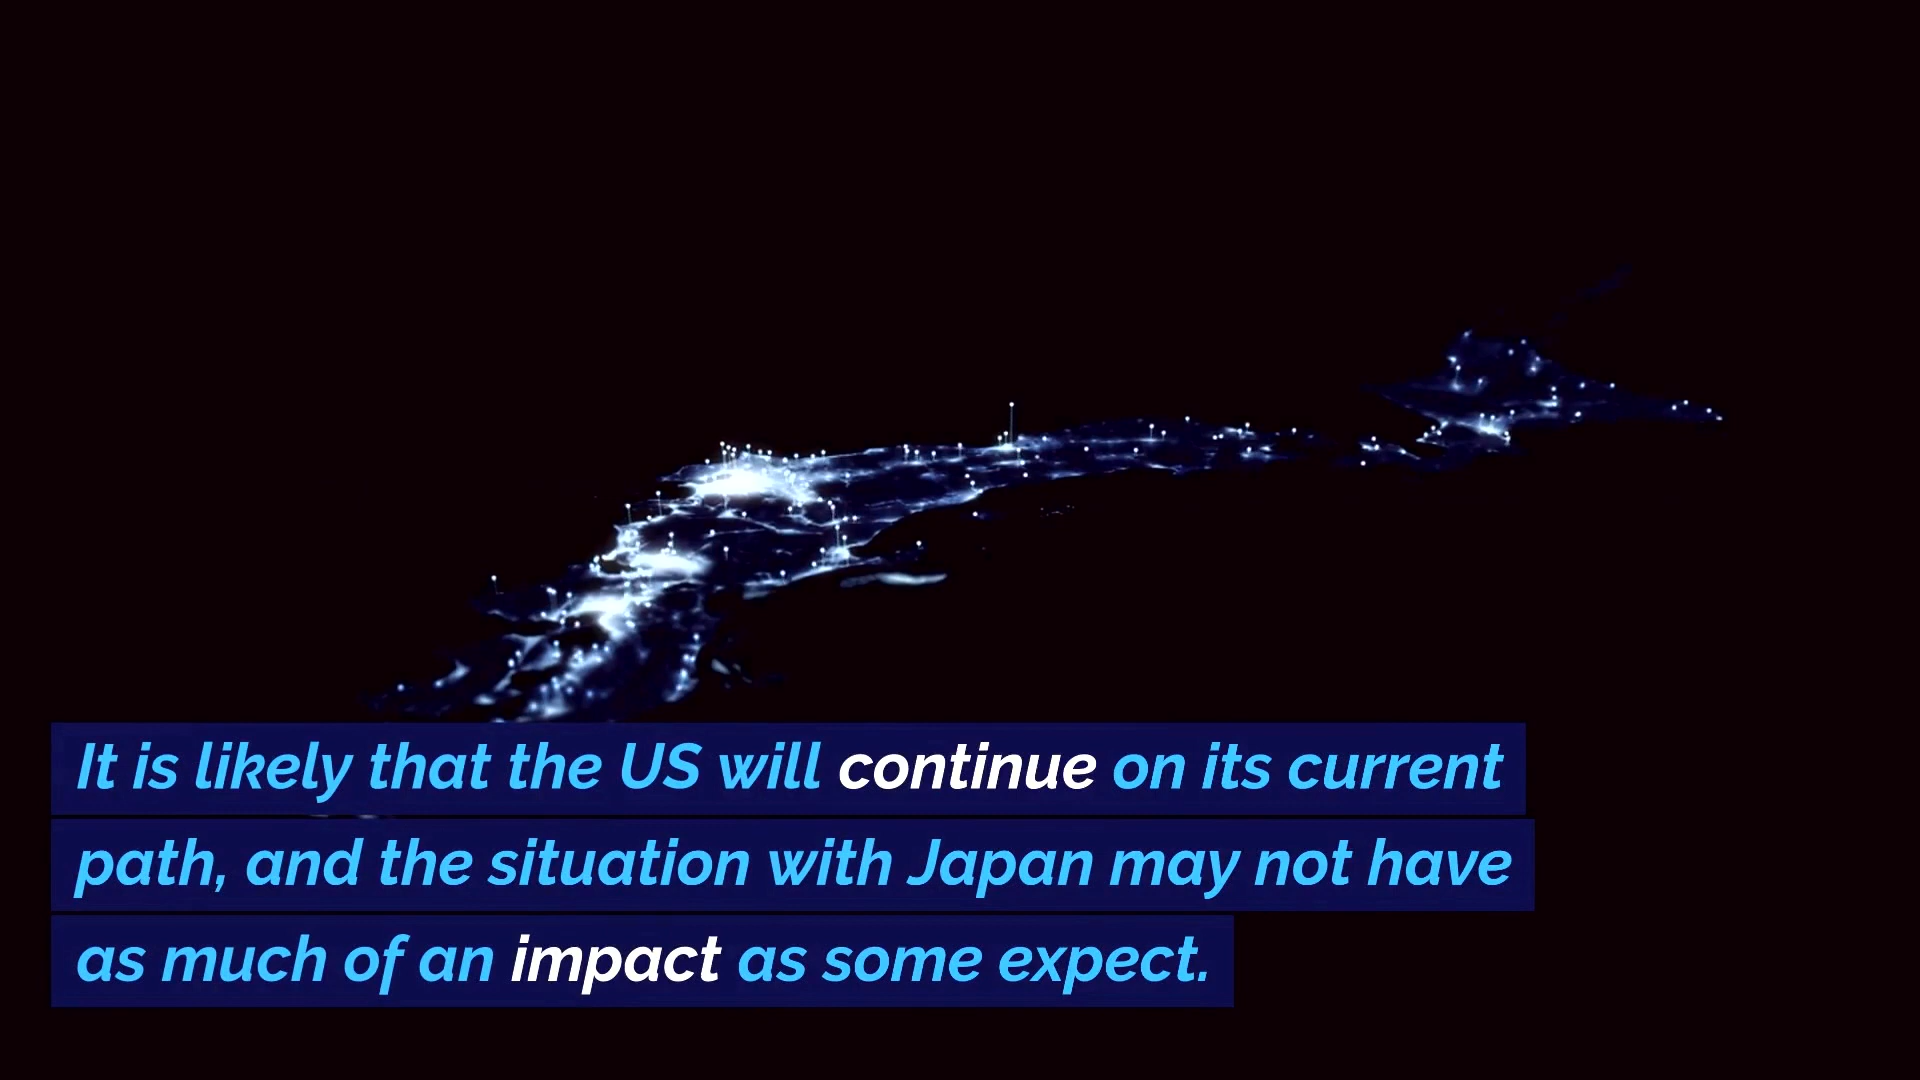 It is likely that the US will continue on its current
path, and the situation with Japan may not have
as much of an impact as some expect.